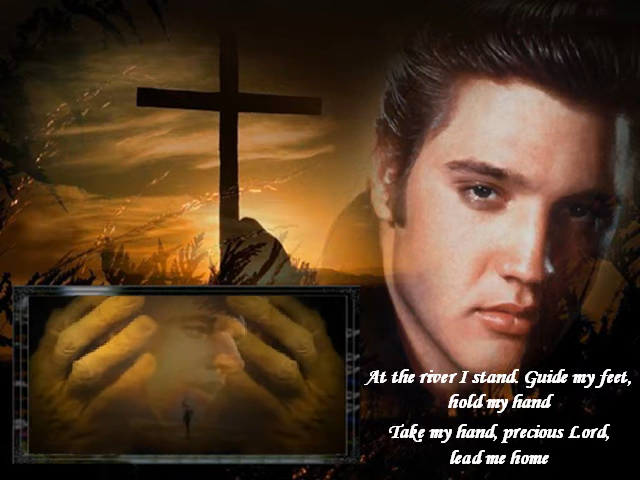 At the river I stand. Guide my feet,
hold my hand
Take my hand, precious Lord,
lead me home